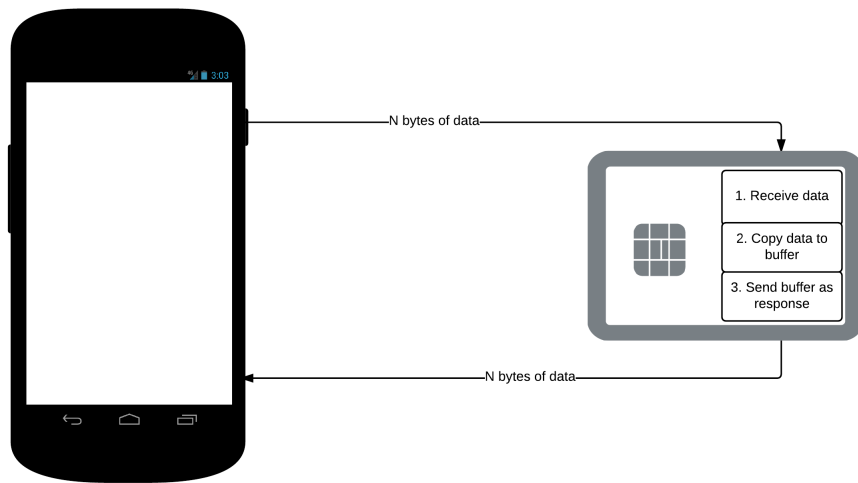 3:03
N bytes of data
1. Receive data
2. Copy data to
buffer
3. Send buffer as
response
N bytes of data